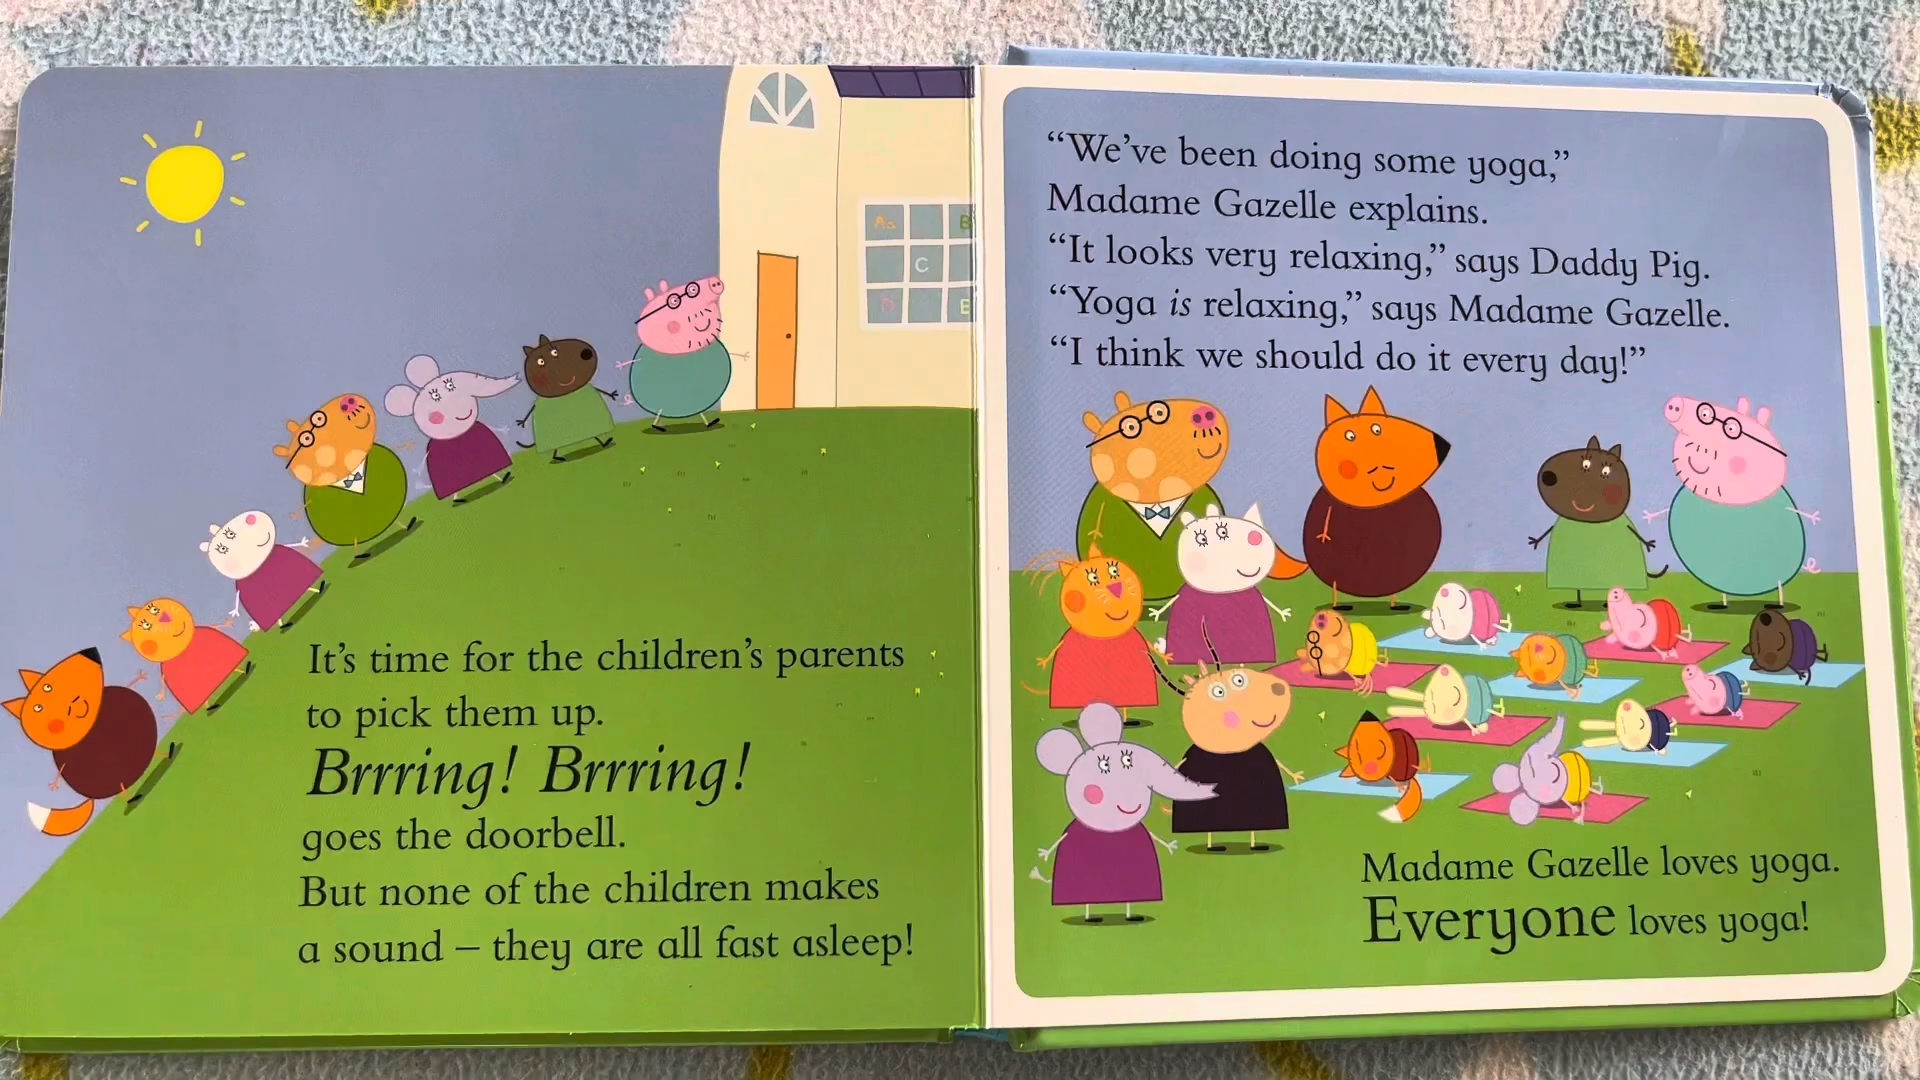 Aa
B
C
D
E
It's time for the children's parents
to pick them up.
Brrring! Brrring!
goes the doorbell.
But none of the children makes
a sound – they are all fast asleep!
“We've been doing some yoga,”
Madame Gazelle explains.
“It looks very relaxing,” says Daddy Pig.
“Yoga is relaxing,” says Madame Gazelle.
“I think we should do it every day!”
Madame Gazelle loves yoga.
Everyone loves yoga!